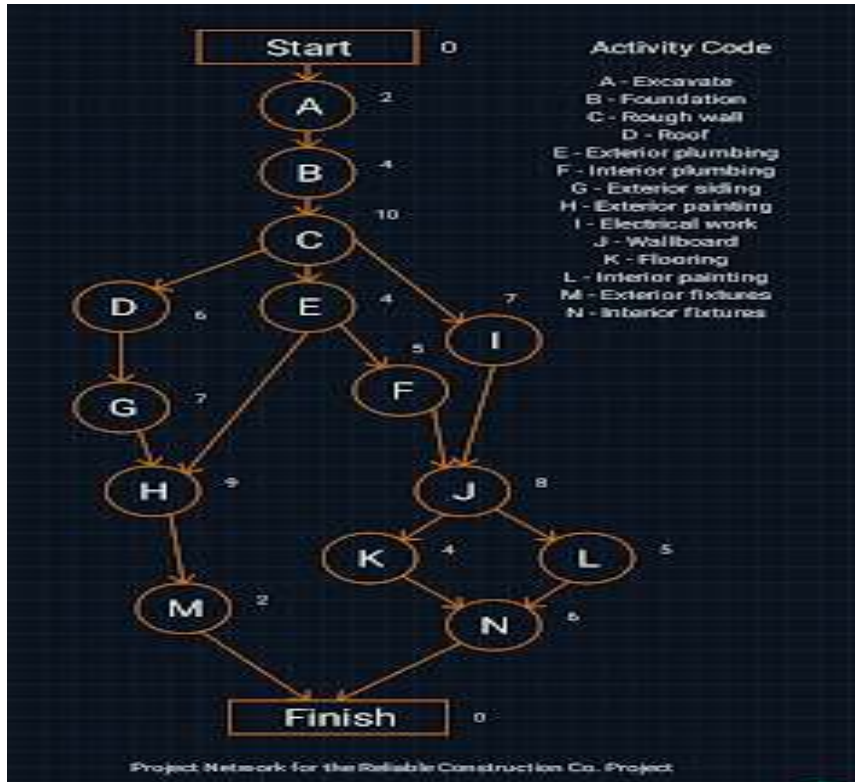 Start 0
Activity Code
A 2
A - Excavate
B - Foundation
C - Rough wall
D - Roof
E - Exterior plumbing
F - Interior plumbing
G - Exterior siding
H - Exterior painting
I - Electrical work
J - Wallboard
K - Flooring
L - Interior painting
M - Exterior fixtures
N - Interior fixtures
B 4
C 10
D 6
E 4
I 7
F 5
G 7
H 9
J 8
K 4
L 5
M 2
N 6
Finish 0
Project Network for the Reliable Construction Co. Project